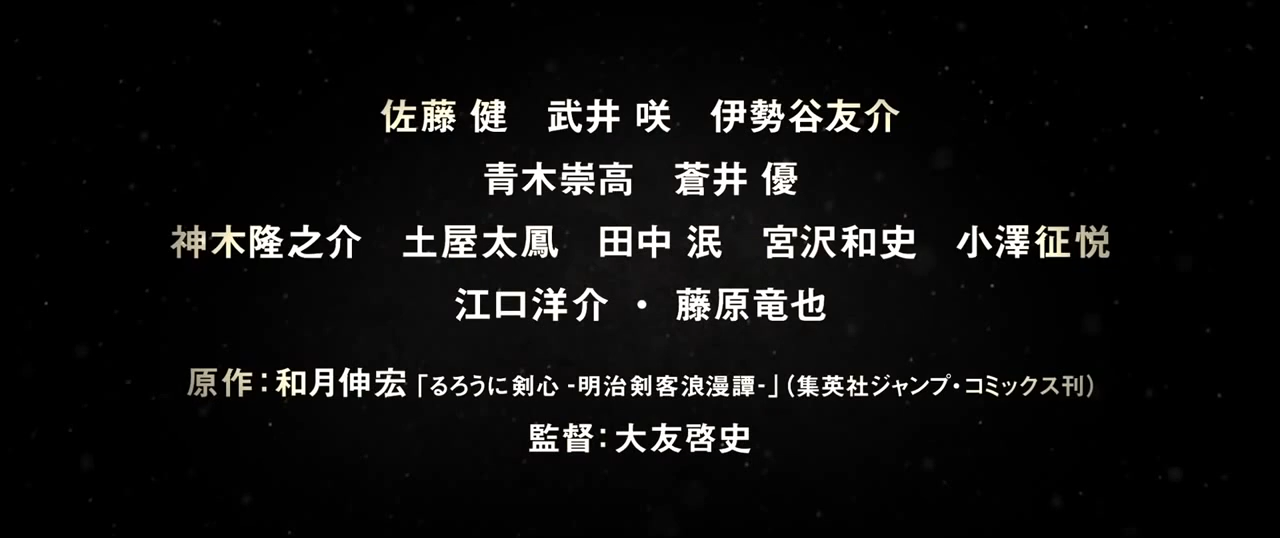 佐藤 健　武井 咲　伊勢谷友介
青木崇高　蒼井 優
神木隆之介　土屋太鳳　田中 泯　宮沢和史　小澤征悦
江口洋介 ・ 藤原竜也
原作：和月伸宏「るろうに剣心 -明治剣客浪漫譚-」（集英社ジャンプ・コミックス刊）
監督：大友啓史